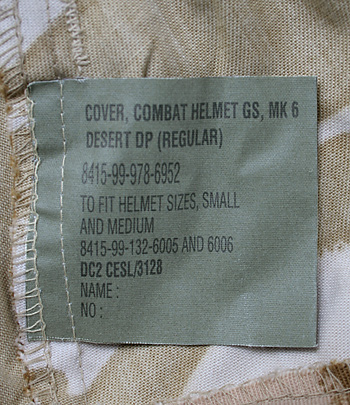 COVER, COMBAT HELMET GS, MK 6
DESERT DP (REGULAR)
8415-99-978-6952
TO FIT HELMET SIZES, SMALL
AND MEDIUM
8415-99-132-6005 AND 6006
DC2 CESL/3128
NAME :
NO :